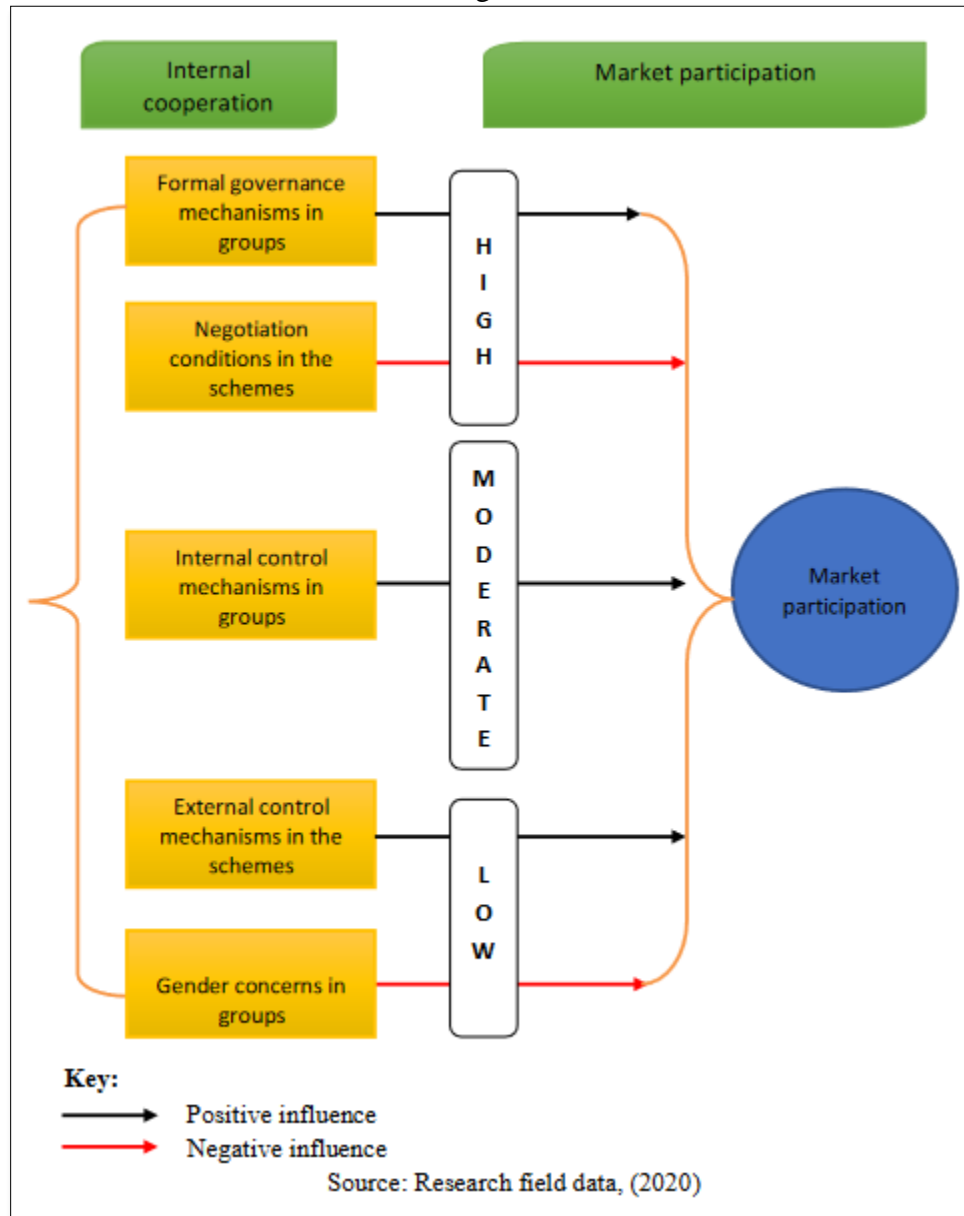 Internal
cooperation
Market participation
Formal governance
mechanisms in
groups
Negotiation
conditions in the
schemes
Internal control
mechanisms in
groups
External control
mechanisms in the
schemes
Gender concerns in
groups
H
I
G
H
M
O
D
E
R
A
T
E
L
O
W
Market
participation
Key:
Positive influence
Negative influence
Source: Research field data, (2020)